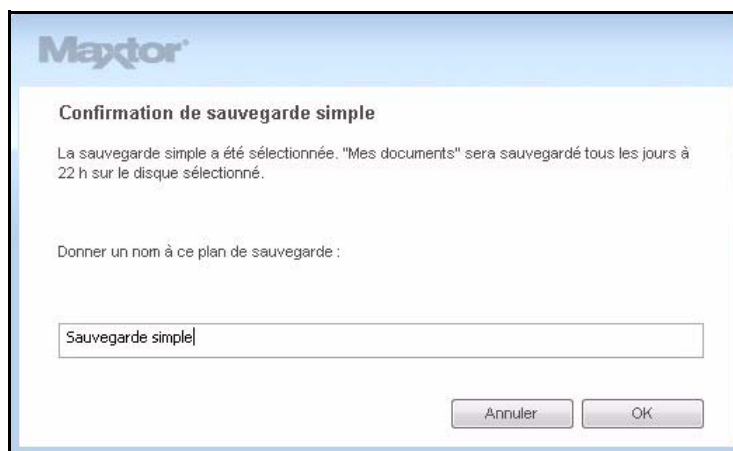 Maxtor®
Confirmation de sauvegarde simple
La sauvegarde simple a été sélectionnée. "Mes documents" sera sauvegardé tous les jours à
22 h sur le disque sélectionné.
Donner un nom à ce plan de sauvegarde :
Sauvegarde simple
Annuler
OK